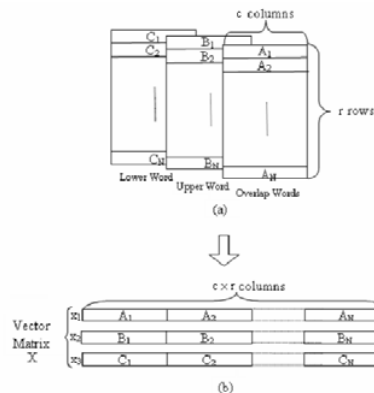 c columns
C1 B1 A1
C2 B2 A2
r rows
CN BN AN
Lower Word Upper Word Overlap Words
(a)
c × r columns
x1 A1 A2 AN
Vector
Matrix
X
x2 B1 B2 BN
x3 C1 C2 CN
(b)